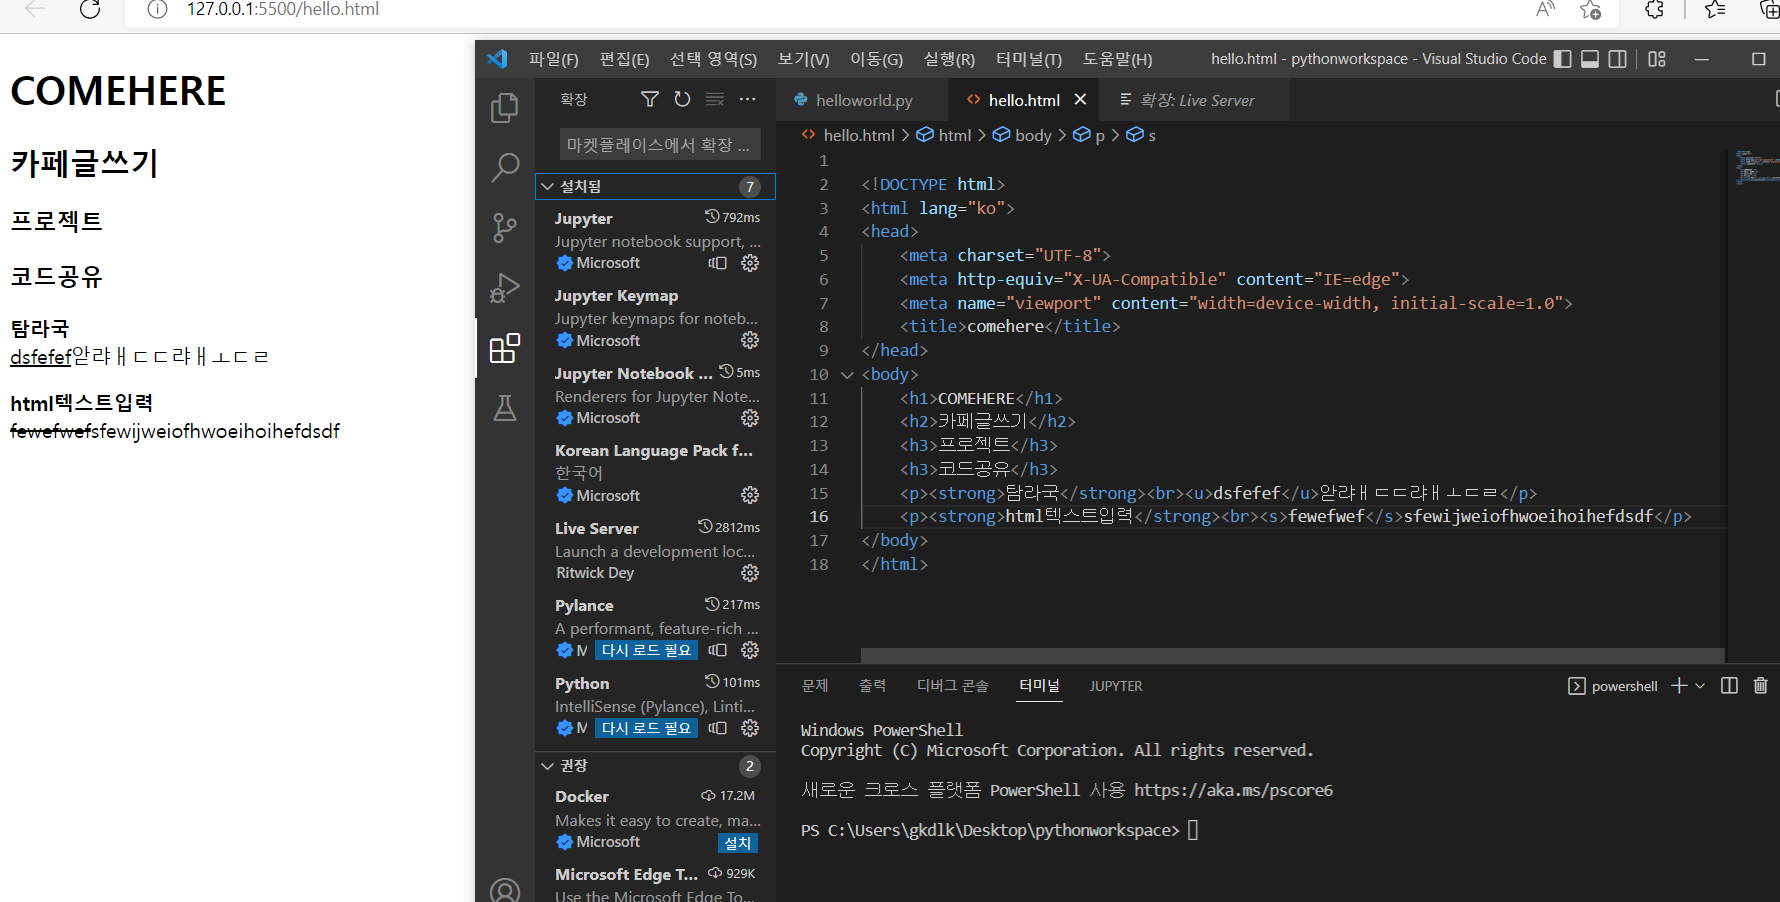 127.0.0.1:5500/hello.html
COMEHERE
카페글쓰기
프로젝트
코드공유
탐라국
dsfefef앋랴ㅐㄷㄷ랴ㅐㅗㄷㄹ
html텍스트입력
fewefwefsfewijweiofhwoeihoihefdsdf
파일(F) 편집(E) 선택 영역(S) 보기(V) 이동(G) 실행(R) 터미널(T) 도움말(H) hello.html - pythonworkspace - Visual Studio Code
확장
마켓플레이스에서 확장 ...
설치됨 7
Jupyter 792ms
Jupyter notebook support, ...
Microsoft
Jupyter Keymap
Jupyter keymaps for noteb...
Microsoft
Jupyter Notebook ... 5ms
Renderers for Jupyter Note...
Microsoft
Korean Language Pack f...
한국어
Microsoft
Live Server 2812ms
Launch a development loc...
Ritwick Dey
Pylance 217ms
A performant, feature-rich ...
M 다시 로드 필요
Python 101ms
IntelliSense (Pylance), Linti...
M 다시 로드 필요
권장 2
Docker 17.2M
Makes it easy to create, ma...
Microsoft 설치
Microsoft Edge T... 929K
Use the Microsoft Edge To...
helloworld.py hello.html 확장: Live Server
hello.html > html > body > p > s
1
2 <!DOCTYPE html>
3 <html lang="ko">
4 <head>
5 <meta charset="UTF-8">
6 <meta http-equiv="X-UA-Compatible" content="IE=edge">
7 <meta name="viewport" content="width=device-width, initial-scale=1.0">
8 <title>comehere</title>
9 </head>
10 <body>
11 <h1>COMEHERE</h1>
12 <h2>카페글쓰기</h2>
13 <h3>프로젝트</h3>
14 <h3>코드공유</h3>
15 <p><strong>탐라국</strong><br><u>dsfefef</u>앋랴ㅐㄷㄷ랴ㅐㅗㄷㄹ</p>
16 <p><strong>html텍스트입력</strong><br><s>fewefwef</s>sfewijweiofhwoeihoihefdsdf</p>
17 </body>
18 </html>
문제 출력 디버그 콘솔 터미널 JUPYTER powershell
Windows PowerShell
Copyright (C) Microsoft Corporation. All rights reserved.
새로운 크로스 플랫폼 PowerShell 사용 https://aka.ms/pscore6
PS C:\Users\gkdlk\Desktop\pythonworkspace>